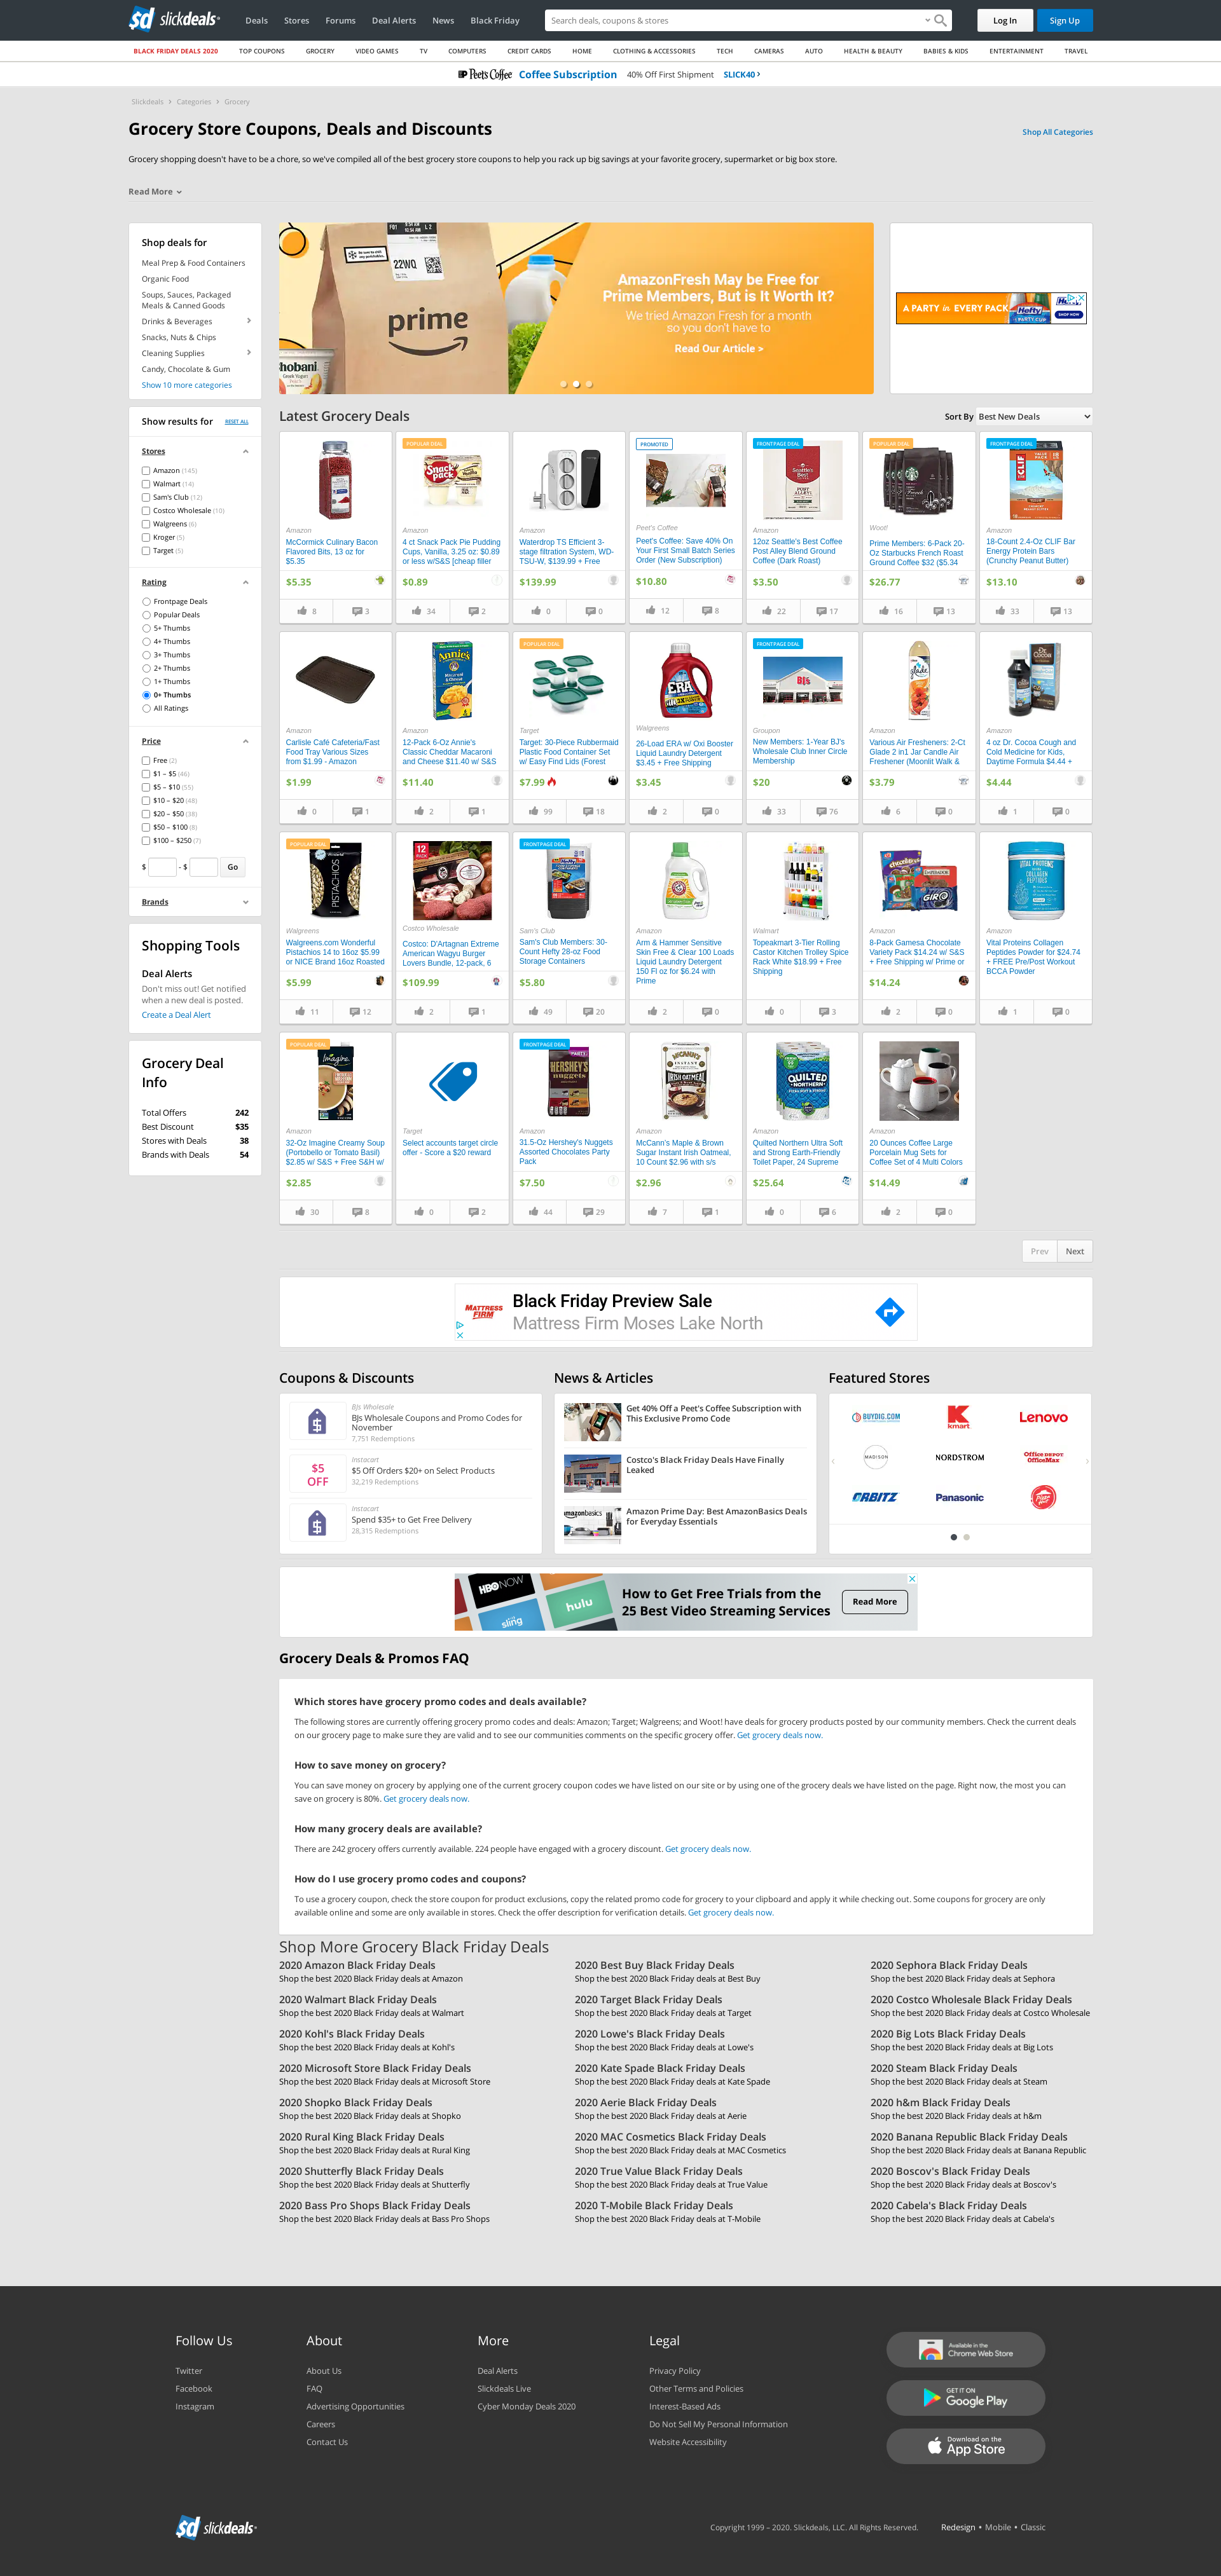 slickdeals
Deals
Stores
Forums
Deal Alerts
News
Black Friday
Search deals, coupons & stores
Log In
Sign Up
BLACK FRIDAY DEALS 2020
TOP COUPONS
GROCERY
VIDEO GAMES
TV
COMPUTERS
CREDIT CARDS
HOME
CLOTHING & ACCESSORIES
TECH
CAMERAS
AUTO
HEALTH & BEAUTY
BABIES & KIDS
ENTERTAINMENT
TRAVEL
Peet's Coffee Coffee Subscription 40% Off First Shipment SLICK40 >
Slickdeals > Categories > Grocery
Grocery Store Coupons, Deals and Discounts
Shop All Categories
Grocery shopping doesn't have to be a chore, so we've compiled all of the best grocery store coupons to help you rack up big savings at your favorite grocery, supermarket or big box store.
Read More
Shop deals for
Meal Prep & Food Containers
Organic Food
Soups, Sauces, Packaged
Meals & Canned Goods
Drinks & Beverages
Snacks, Nuts & Chips
Cleaning Supplies
Candy, Chocolate & Gum
Show 10 more categories
Show results for
RESET ALL
Stores
Amazon (145)
Walmart (14)
Sam's Club (12)
Costco Wholesale (10)
Walgreens (6)
Kroger (5)
Target (5)
Rating
Frontpage Deals
Popular Deals
5+ Thumbs
4+ Thumbs
3+ Thumbs
2+ Thumbs
1+ Thumbs
0+ Thumbs
All Ratings
Price
Free (2)
$1 – $5 (46)
$5 – $10 (55)
$10 – $20 (48)
$20 – $50 (38)
$50 – $100 (8)
$100 – $250 (7)
$ - $ Go
Brands
Shopping Tools
Deal Alerts
Don't miss out! Get notified
when a new deal is posted.
Create a Deal Alert
Grocery Deal
Info
Total Offers 242
Best Discount $35
Stores with Deals 38
Brands with Deals 54
prime
22WQ
AmazonFresh May be Free for
Prime Members, But is It Worth It?
We tried Amazon Fresh for a month
so you don't have to
Read Our Article >
A PARTY in EVERY PACK
Hefty
SHOP NOW
Latest Grocery Deals
Sort By Best New Deals
Amazon
McCormick Culinary Bacon
Flavored Bits, 13 oz for
$5.35
$5.35
8
3
POPULAR DEAL
Amazon
4 ct Snack Pack Pie Pudding
Cups, Vanilla, 3.25 oz: $0.89
or less w/S&S [cheap filler
$0.89
34
2
Amazon
Waterdrop TS Efficient 3-
stage filtration System, WD-
TSU-W, $139.99 + Free
$139.99
0
0
PROMOTED
Peet's Coffee
Peet's Coffee: Save 40% On
Your First Small Batch Series
Order (New Subscription)
$10.80
12
8
FRONTPAGE DEAL
Amazon
12oz Seattle's Best Coffee
Post Alley Blend Ground
Coffee (Dark Roast)
$3.50
22
17
POPULAR DEAL
Woot!
Prime Members: 6-Pack 20-
Oz Starbucks French Roast
Ground Coffee $32 ($5.34
$26.77
16
13
FRONTPAGE DEAL
Amazon
18-Count 2.4-Oz CLIF Bar
Energy Protein Bars
(Crunchy Peanut Butter)
$13.10
33
13
Amazon
Carlisle Café Cafeteria/Fast
Food Tray Various Sizes
from $1.99 - Amazon
$1.99
0
1
Amazon
12-Pack 6-Oz Annie's
Classic Cheddar Macaroni
and Cheese $11.40 w/ S&S
$11.40
2
1
POPULAR DEAL
Target
Target: 30-Piece Rubbermaid
Plastic Food Container Set
w/ Easy Find Lids (Forest
$7.99
99
18
Walgreens
26-Load ERA w/ Oxi Booster
Liquid Laundry Detergent
$3.45 + Free Shipping
$3.45
2
0
FRONTPAGE DEAL
Groupon
New Members: 1-Year BJ's
Wholesale Club Inner Circle
Membership
$20
33
76
Amazon
Various Air Fresheners: 2-Ct
Glade 2 in1 Jar Candle Air
Freshener (Moonlit Walk &
$3.79
6
0
Amazon
4 oz Dr. Cocoa Cough and
Cold Medicine for Kids,
Daytime Formula $4.44 +
$4.44
1
0
POPULAR DEAL
Walgreens
Walgreens.com Wonderful
Pistachios 14 to 16oz $5.99
or NICE Brand 16oz Roasted
$5.99
11
12
Costco Wholesale
Costco: D'Artagnan Extreme
American Wagyu Burger
Lovers Bundle, 12-pack, 6
$109.99
2
1
FRONTPAGE DEAL
Sam's Club
Sam's Club Members: 30-
Count Hefty 28-oz Food
Storage Containers
$5.80
49
20
Amazon
Arm & Hammer Sensitive
Skin Free & Clear 100 Loads
Liquid Laundry Detergent
150 Fl oz for $6.24 with
Prime
2
0
Walmart
Topeakmart 3-Tier Rolling
Castor Kitchen Trolley Spice
Rack White $18.99 + Free
Shipping
0
3
Amazon
8-Pack Gamesa Chocolate
Variety Pack $14.24 w/ S&S
+ Free Shipping w/ Prime or
$14.24
2
0
Amazon
Vital Proteins Collagen
Peptides Powder for $24.74
+ FREE Pre/Post Workout
BCCA Powder
1
0
POPULAR DEAL
Amazon
32-Oz Imagine Creamy Soup
(Portobello or Tomato Basil)
$2.85 w/ S&S + Free S&H w/
$2.85
30
8
Target
Select accounts target circle
offer - Score a $20 reward
0
2
FRONTPAGE DEAL
Amazon
31.5-Oz Hershey's Nuggets
Assorted Chocolates Party
Pack
$7.50
44
29
Amazon
McCann's Maple & Brown
Sugar Instant Irish Oatmeal,
10 Count $2.96 with s/s
$2.96
7
1
Amazon
Quilted Northern Ultra Soft
and Strong Earth-Friendly
Toilet Paper, 24 Supreme
$25.64
0
6
Amazon
20 Ounces Coffee Large
Porcelain Mug Sets for
Coffee Set of 4 Multi Colors
$14.49
2
0
Prev
Next
MATTRESS FIRM
Black Friday Preview Sale
Mattress Firm Moses Lake North
Coupons & Discounts
BJs Wholesale
BJs Wholesale Coupons and Promo Codes for
November
7,751 Redemptions
$5
OFF
Instacart
$5 Off Orders $20+ on Select Products
32,219 Redemptions
Instacart
Spend $35+ to Get Free Delivery
28,315 Redemptions
News & Articles
Get 40% Off a Peet's Coffee Subscription with
This Exclusive Promo Code
Costco's Black Friday Deals Have Finally
Leaked
Amazon Prime Day: Best AmazonBasics Deals
for Everyday Essentials
Featured Stores
BUYDIG.COM
kmart
Lenovo
MADISON
NORDSTROM
Office DEPOT
OfficeMax
ORBITZ
Panasonic
HBO NOW
hulu
sling
How to Get Free Trials from the
25 Best Video Streaming Services
Read More
Grocery Deals & Promos FAQ
Which stores have grocery promo codes and deals available?
The following stores are currently offering grocery promo codes and deals: Amazon; Target; Walgreens; and Woot! have deals for grocery products posted by our community members. Check the current deals
on our grocery page to make sure they are valid and to see our communities comments on the specific grocery offer. Get grocery deals now.
How to save money on grocery?
You can save money on grocery by applying one of the current grocery coupon codes we have listed on our site or by using one of the grocery deals we have listed on the page. Right now, the most you can
save on grocery is 80%. Get grocery deals now.
How many grocery deals are available?
There are 242 grocery offers currently available. 224 people have engaged with a grocery discount. Get grocery deals now.
How do I use grocery promo codes and coupons?
To use a grocery coupon, check the store coupon for product exclusions, copy the related promo code for grocery to your clipboard and apply it while checking out. Some coupons for grocery are only
available online and some are only available in stores. Check the offer description for verification details. Get grocery deals now.
Shop More Grocery Black Friday Deals
2020 Amazon Black Friday Deals
Shop the best 2020 Black Friday deals at Amazon
2020 Best Buy Black Friday Deals
Shop the best 2020 Black Friday deals at Best Buy
2020 Sephora Black Friday Deals
Shop the best 2020 Black Friday deals at Sephora
2020 Walmart Black Friday Deals
Shop the best 2020 Black Friday deals at Walmart
2020 Target Black Friday Deals
Shop the best 2020 Black Friday deals at Target
2020 Costco Wholesale Black Friday Deals
Shop the best 2020 Black Friday deals at Costco Wholesale
2020 Kohl's Black Friday Deals
Shop the best 2020 Black Friday deals at Kohl's
2020 Lowe's Black Friday Deals
Shop the best 2020 Black Friday deals at Lowe's
2020 Big Lots Black Friday Deals
Shop the best 2020 Black Friday deals at Big Lots
2020 Microsoft Store Black Friday Deals
Shop the best 2020 Black Friday deals at Microsoft Store
2020 Kate Spade Black Friday Deals
Shop the best 2020 Black Friday deals at Kate Spade
2020 Steam Black Friday Deals
Shop the best 2020 Black Friday deals at Steam
2020 Shopko Black Friday Deals
Shop the best 2020 Black Friday deals at Shopko
2020 Aerie Black Friday Deals
Shop the best 2020 Black Friday deals at Aerie
2020 h&m Black Friday Deals
Shop the best 2020 Black Friday deals at h&m
2020 Rural King Black Friday Deals
Shop the best 2020 Black Friday deals at Rural King
2020 MAC Cosmetics Black Friday Deals
Shop the best 2020 Black Friday deals at MAC Cosmetics
2020 Banana Republic Black Friday Deals
Shop the best 2020 Black Friday deals at Banana Republic
2020 Shutterfly Black Friday Deals
Shop the best 2020 Black Friday deals at Shutterfly
2020 True Value Black Friday Deals
Shop the best 2020 Black Friday deals at True Value
2020 Boscov's Black Friday Deals
Shop the best 2020 Black Friday deals at Boscov's
2020 Bass Pro Shops Black Friday Deals
Shop the best 2020 Black Friday deals at Bass Pro Shops
2020 T-Mobile Black Friday Deals
Shop the best 2020 Black Friday deals at T-Mobile
2020 Cabela's Black Friday Deals
Shop the best 2020 Black Friday deals at Cabela's
Follow Us
Twitter
Facebook
Instagram
About
About Us
FAQ
Advertising Opportunities
Careers
Contact Us
More
Deal Alerts
Slickdeals Live
Cyber Monday Deals 2020
Legal
Privacy Policy
Other Terms and Policies
Interest-Based Ads
Do Not Sell My Personal Information
Website Accessibility
Available in the
Chrome Web Store
GET IT ON
Google Play
Download on the
App Store
slickdeals
Copyright 1999 – 2020. Slickdeals, LLC. All Rights Reserved.
Redesign • Mobile • Classic